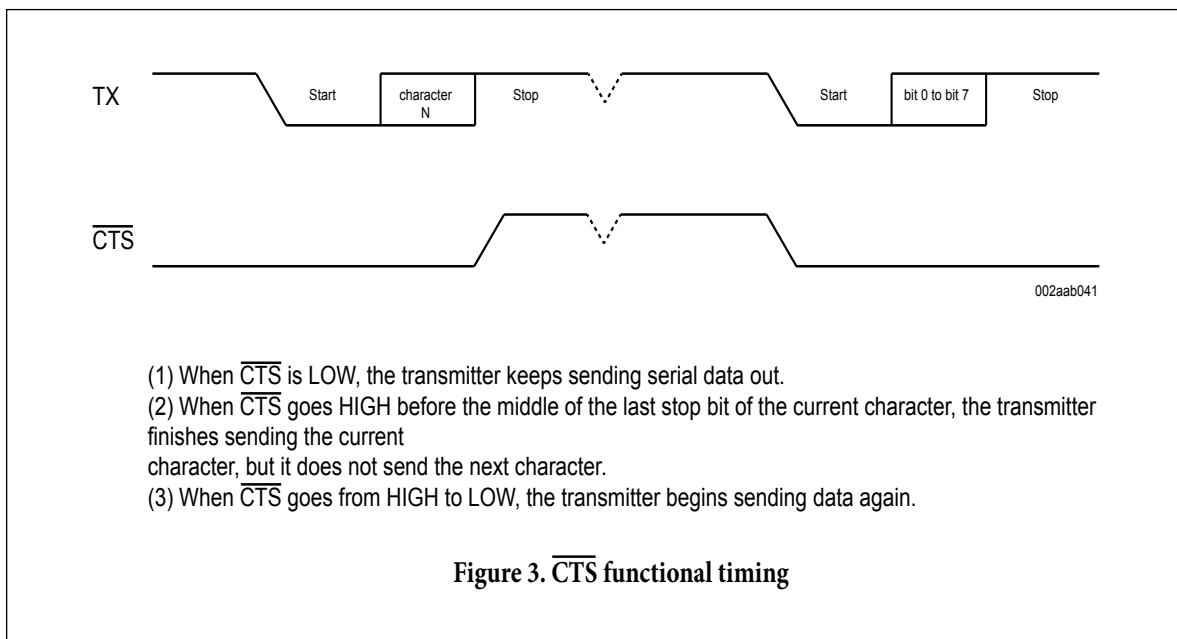 TX
Start
character
N
Stop
Start
bit 0 to bit 7
Stop
CTS
002aab041
(1) When CTS is LOW, the transmitter keeps sending serial data out.
(2) When CTS goes HIGH before the middle of the last stop bit of the current character, the transmitter
finishes sending the current
character, but it does not send the next character.
(3) When CTS goes from HIGH to LOW, the transmitter begins sending data again.
Figure 3. CTS functional timing